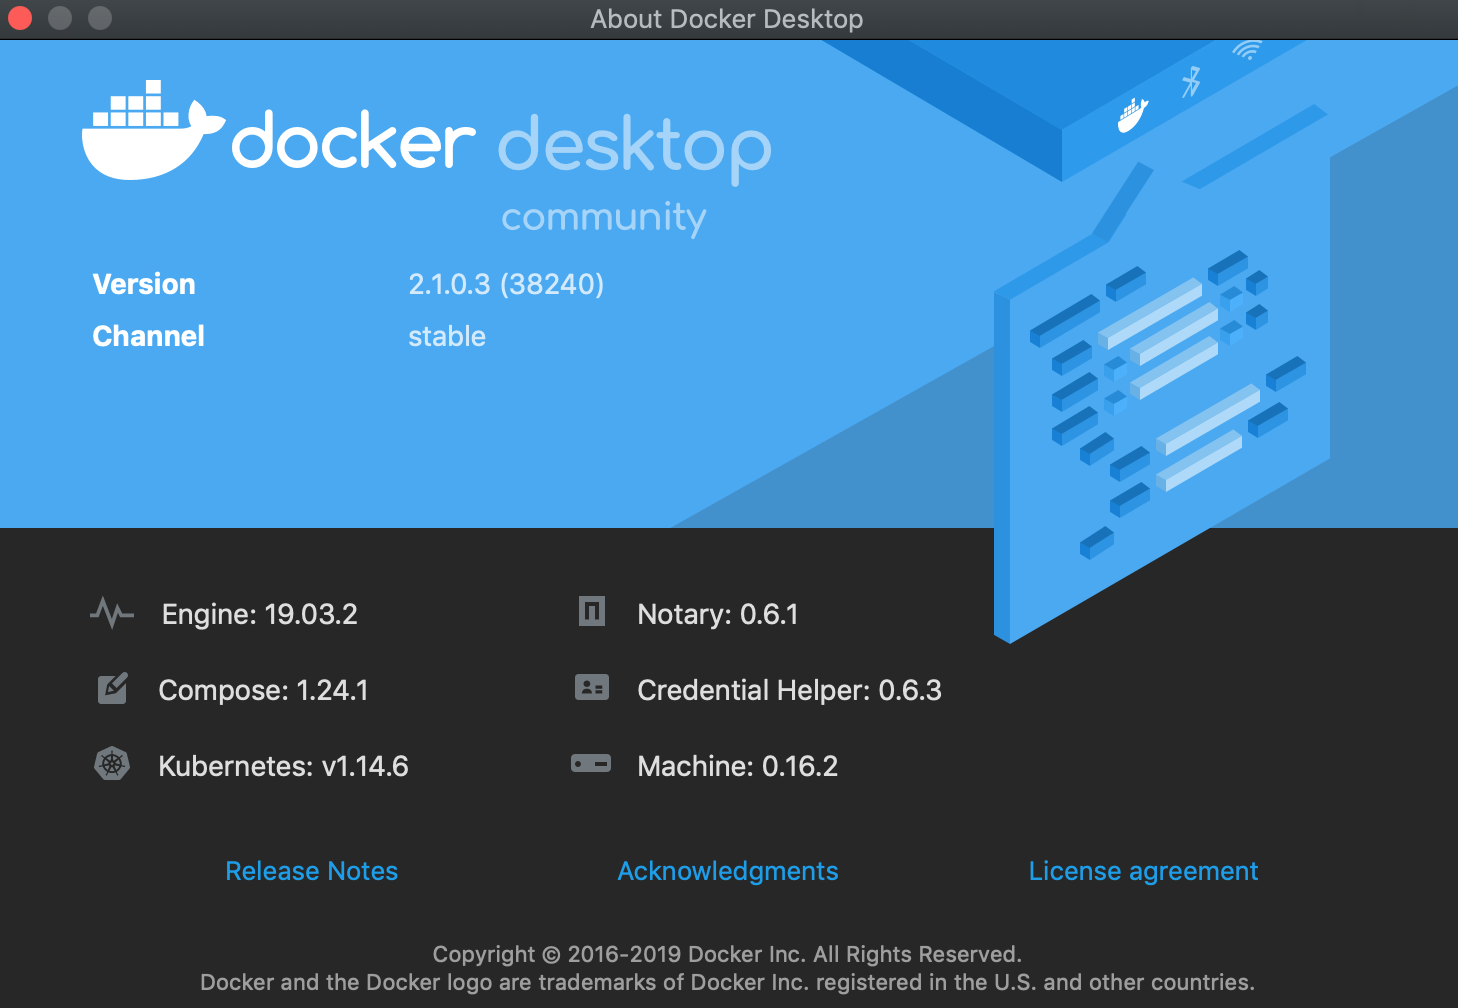 About Docker Desktop
docker desktop
community
Version 2.1.0.3 (38240)
Channel stable
Engine: 19.03.2 Notary: 0.6.1
Compose: 1.24.1 Credential Helper: 0.6.3
Kubernetes: v1.14.6 Machine: 0.16.2
Release Notes Acknowledgments License agreement
Copyright © 2016-2019 Docker Inc. All Rights Reserved.
Docker and the Docker logo are trademarks of Docker Inc. registered in the U.S. and other countries.